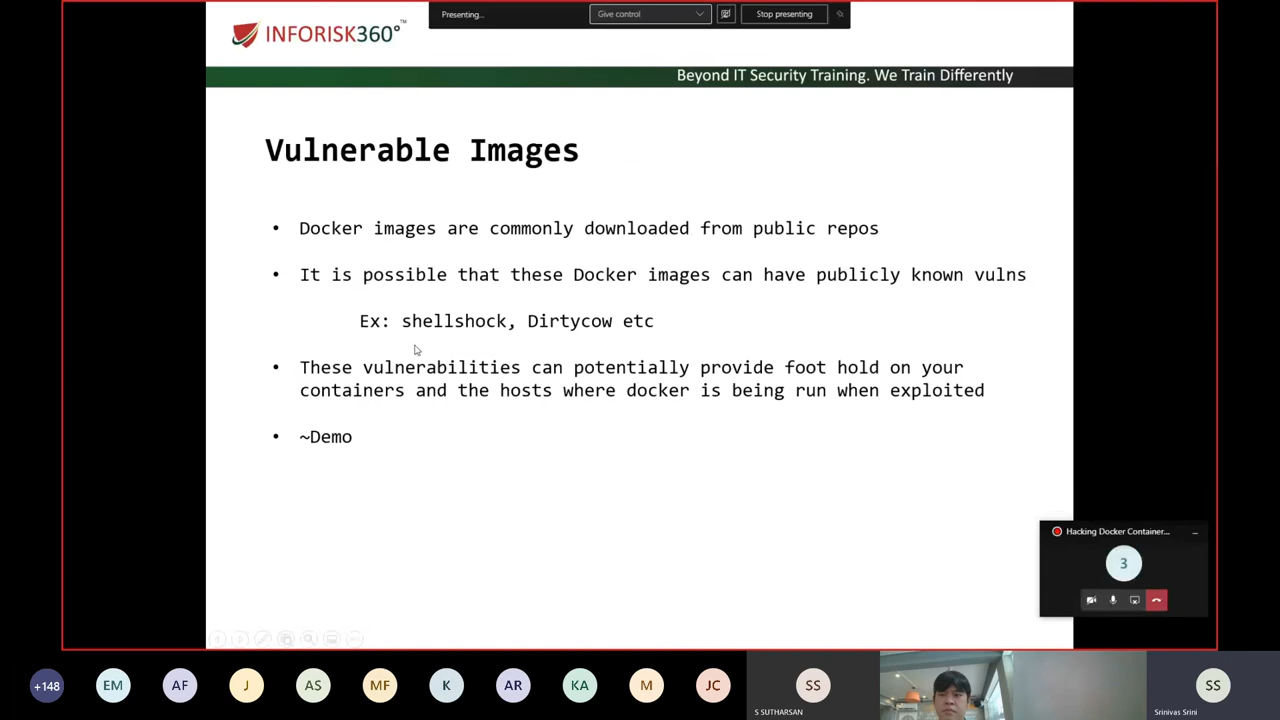 Presenting...
Give control
Stop presenting
INFORISK360°™
Beyond IT Security Training. We Train Differently
Vulnerable Images
• Docker images are commonly downloaded from public repos
• It is possible that these Docker images can have publicly known vulns
Ex: shellshock, Dirtycow etc
• These vulnerabilities can potentially provide foot hold on your
containers and the hosts where docker is being run when exploited
• ~Demo
Hacking Docker Container...
3
+148
EM
AF
J
AS
MF
K
AR
KA
M
JC
SS
S SUTHARSAN
SS
Srinivas Srini